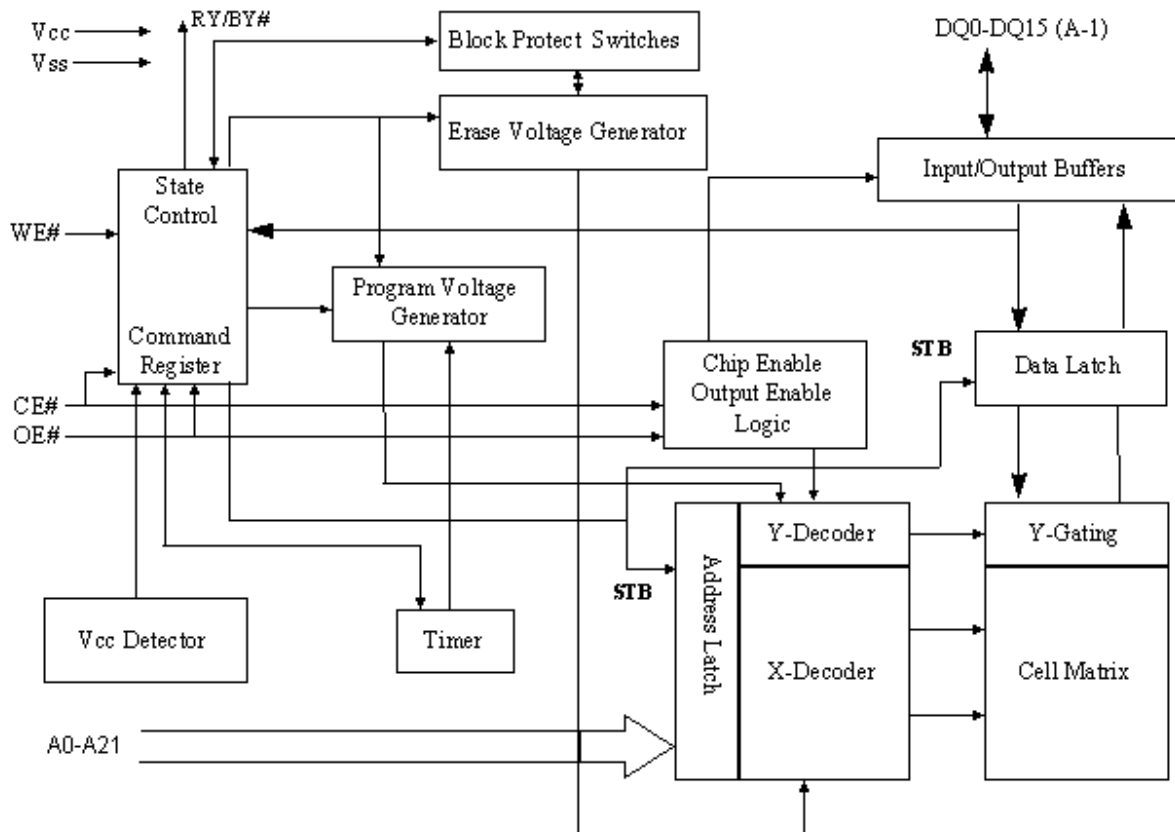 Vcc
Vss
RY/BY#
Block Protect Switches
DQ0-DQ15 (A-1)
Erase Voltage Generator
Input/Output Buffers
State
Control
WE#
Program Voltage
Generator
Command
Register
STB
Chip Enable
Output Enable
Logic
Data Latch
CE#
OE#
Y-Decoder
Y-Gating
Address Latch
STB
Vcc Detector
Timer
X-Decoder
Cell Matrix
A0-A21